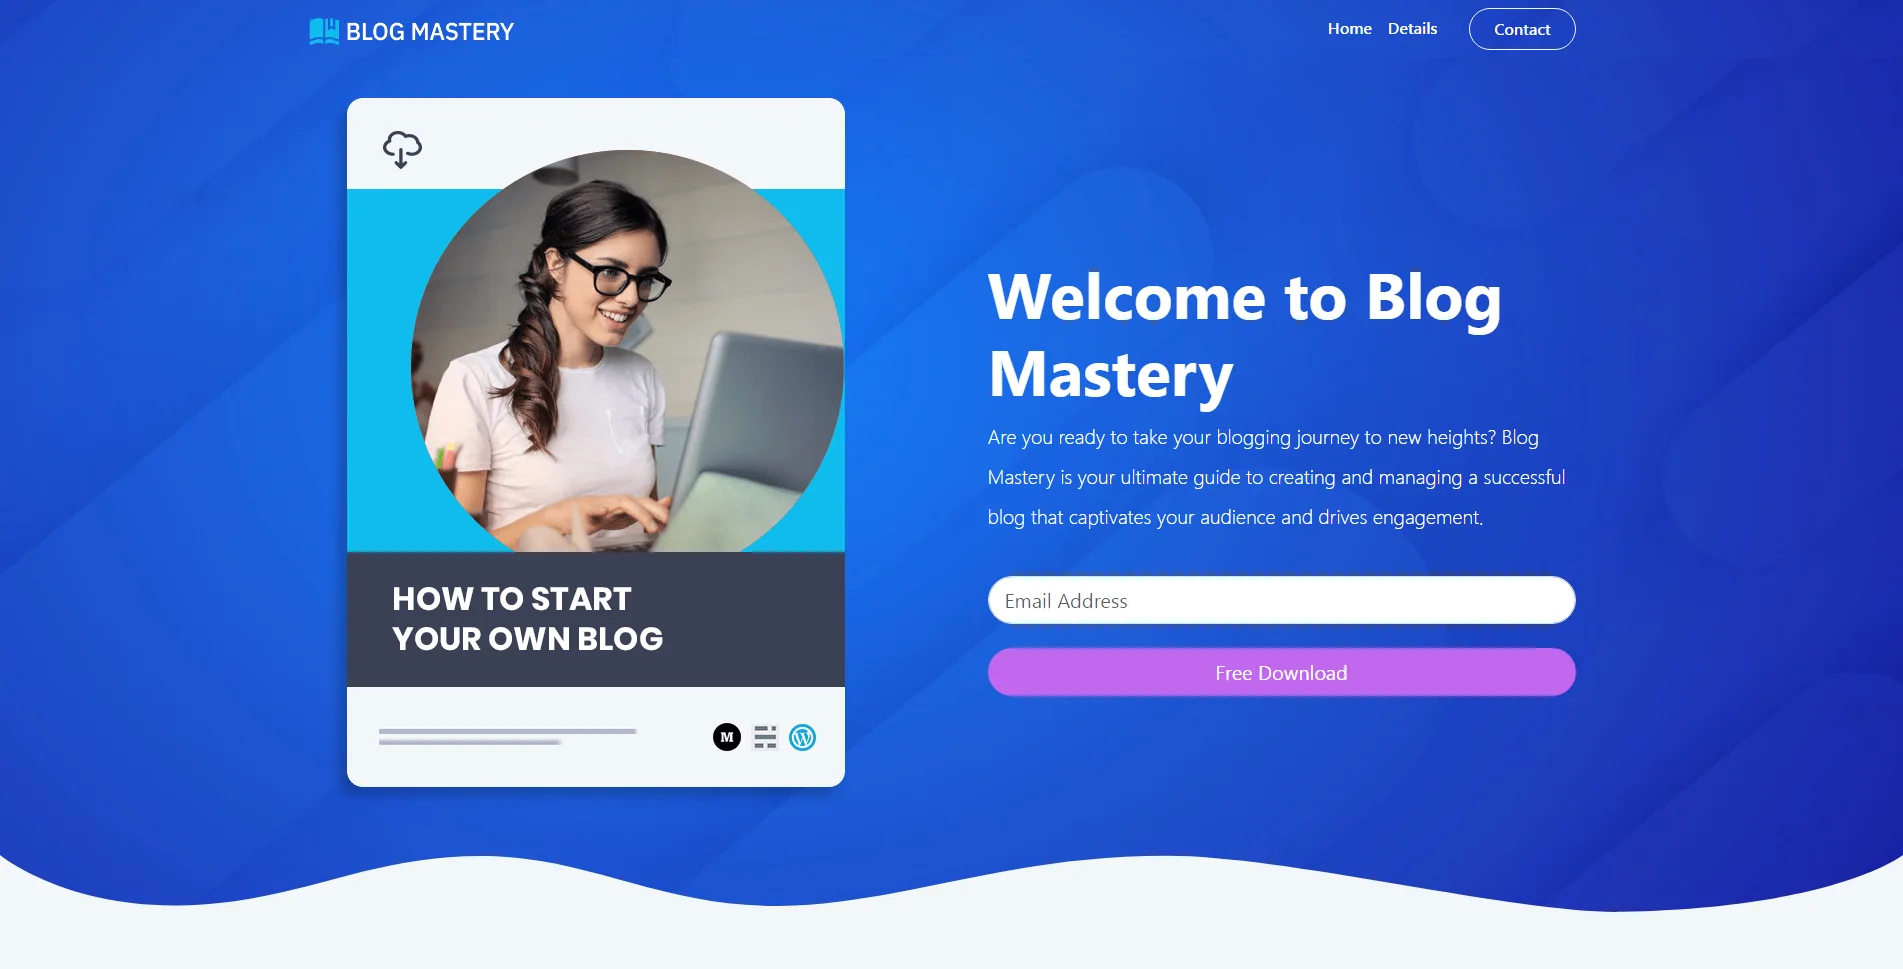 BLOG MASTERY
Home
Details
Contact
HOW TO START
YOUR OWN BLOG
M
Welcome to Blog
Mastery
Are you ready to take your blogging journey to new heights? Blog
Mastery is your ultimate guide to creating and managing a successful
blog that captivates your audience and drives engagement.
Email Address
Free Download